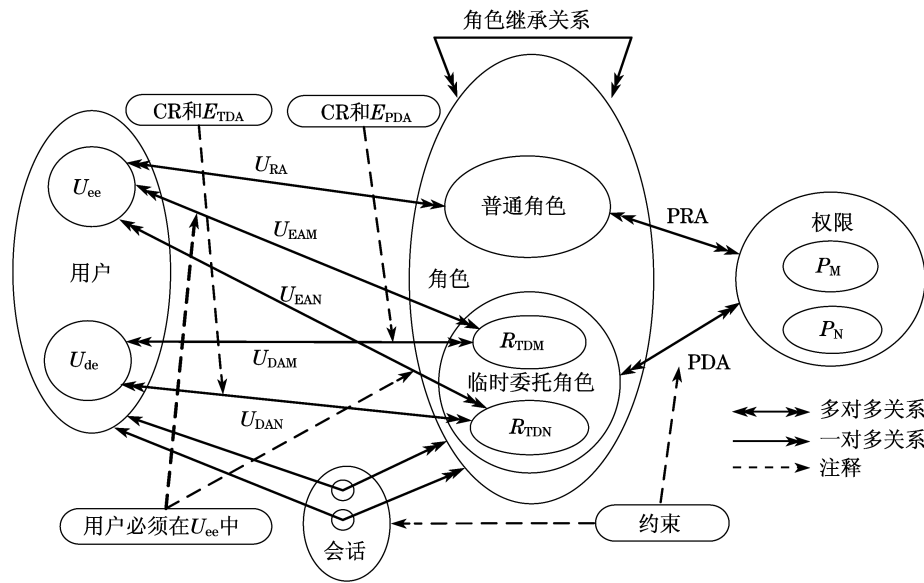 角色继承关系
CR和E_TDA
CR和E_PDA
U_ee
U_RA
普通角色
PRA
权限
U_EAM
用户
角色
P_M
U_EAN
P_N
U_de
R_TDM
U_DAM
PDA
临时委托角色
U_DAN
R_TDN
多对多关系
一对多关系
注释
用户必须在U_ee中
会话
约束